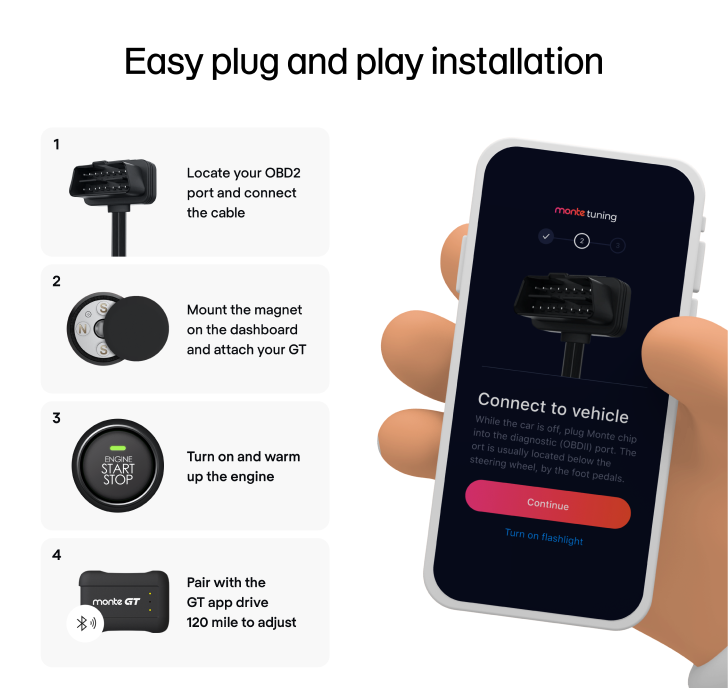 Easy plug and play installation
1
Locate your OBD2
port and connect
the cable
2
S
N
S
Mount the magnet
on the dashboard
and attach your GT
3
ENGINE
START
STOP
Turn on and warm
up the engine
4
monte GT
Pair with the
GT app drive
120 mile to adjust
monte tuning
2
3
Connect to vehicle
While the car is off, plug Monte chip
into the diagnostic (OBDII) port. The
ort is usually located below the
steering wheel, by the foot pedals.
Continue
Turn on flashlight